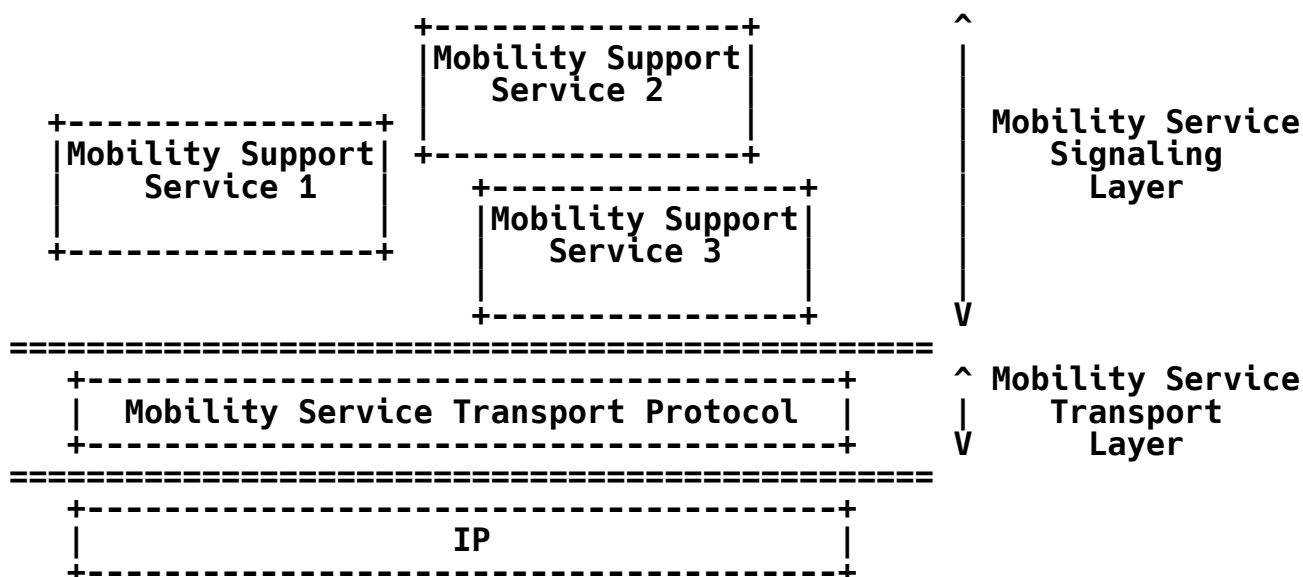 +----------------+          ^
                     |Mobility Support|          |
                     |   Service 2    |          |
  +----------------+ |                |          | Mobility Service
  |Mobility Support| +----------------+          |    Signaling
  |    Service 1   |    +----------------+       |      Layer
  |                |    |Mobility Support|       |
  +----------------+    |   Service 3    |       |
                        |                |       |
                        +----------------+       V
================================================
   +---------------------------------------+     ^ Mobility Service
   |  Mobility Service Transport Protocol  |     |    Transport
   +---------------------------------------+     V      Layer
================================================
   +---------------------------------------+
   |                   IP                  |
   +---------------------------------------+